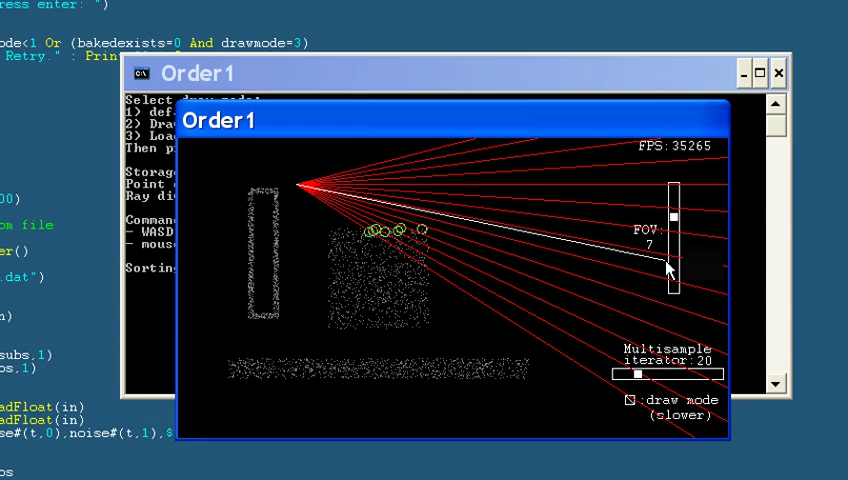 ress enter: ")
ode<1 Or (bakedexists=0 And drawmode=3)
Retry." : Prin
Order1
Select draw mode:
1) def
2) Dra
3) Loa
Then p
Storag
Point
Ray di
Comman
- WASD
- mous
Sorting
Order1
FPS:35265
FOV:
7
Multisample
iterator:20
:draw mode
(slower)
00)
om file
er()
.dat")
n)
subs,1)
os,1)
adFloat(in)
adFloat(in)
se#(t,0),noise#(t,1),$
os